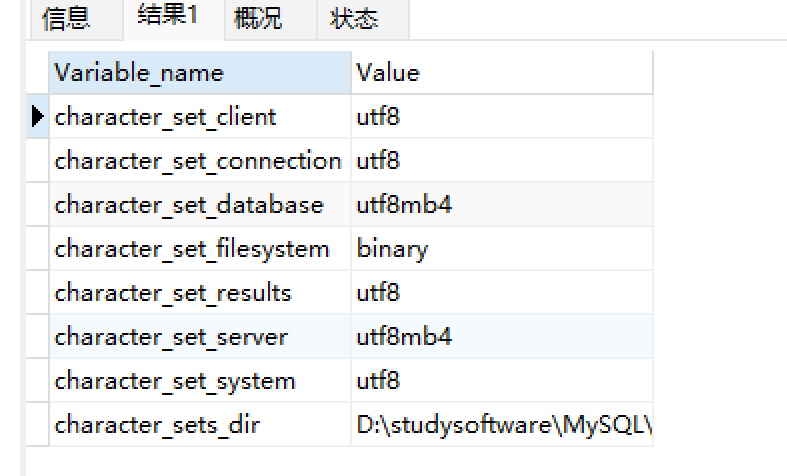 信息 结果1 概况 状态
Variable_name Value
character_set_client utf8
character_set_connection utf8
character_set_database utf8mb4
character_set_filesystem binary
character_set_results utf8
character_set_server utf8mb4
character_set_system utf8
character_sets_dir D:\studysoftware\MySQL\